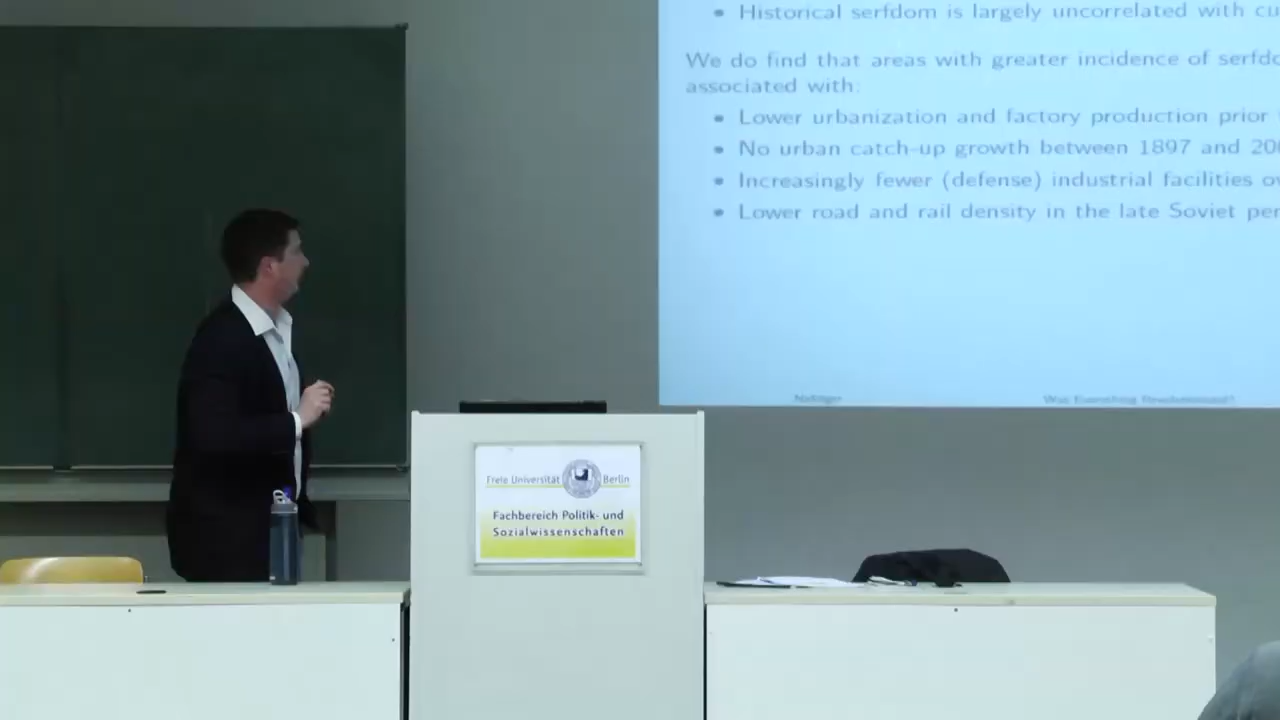 Historical serfdom is largely uncorrelated with cu
We do find that areas with greater incidence of serfdo
associated with:
Lower urbanization and factory production prior
No urban catch-up growth between 1897 and 20
Increasingly fewer (defense) industrial facilities ov
Lower road and rail density in the late Soviet per
Freie Universität Berlin
Fachbereich Politik- und
Sozialwissenschaften